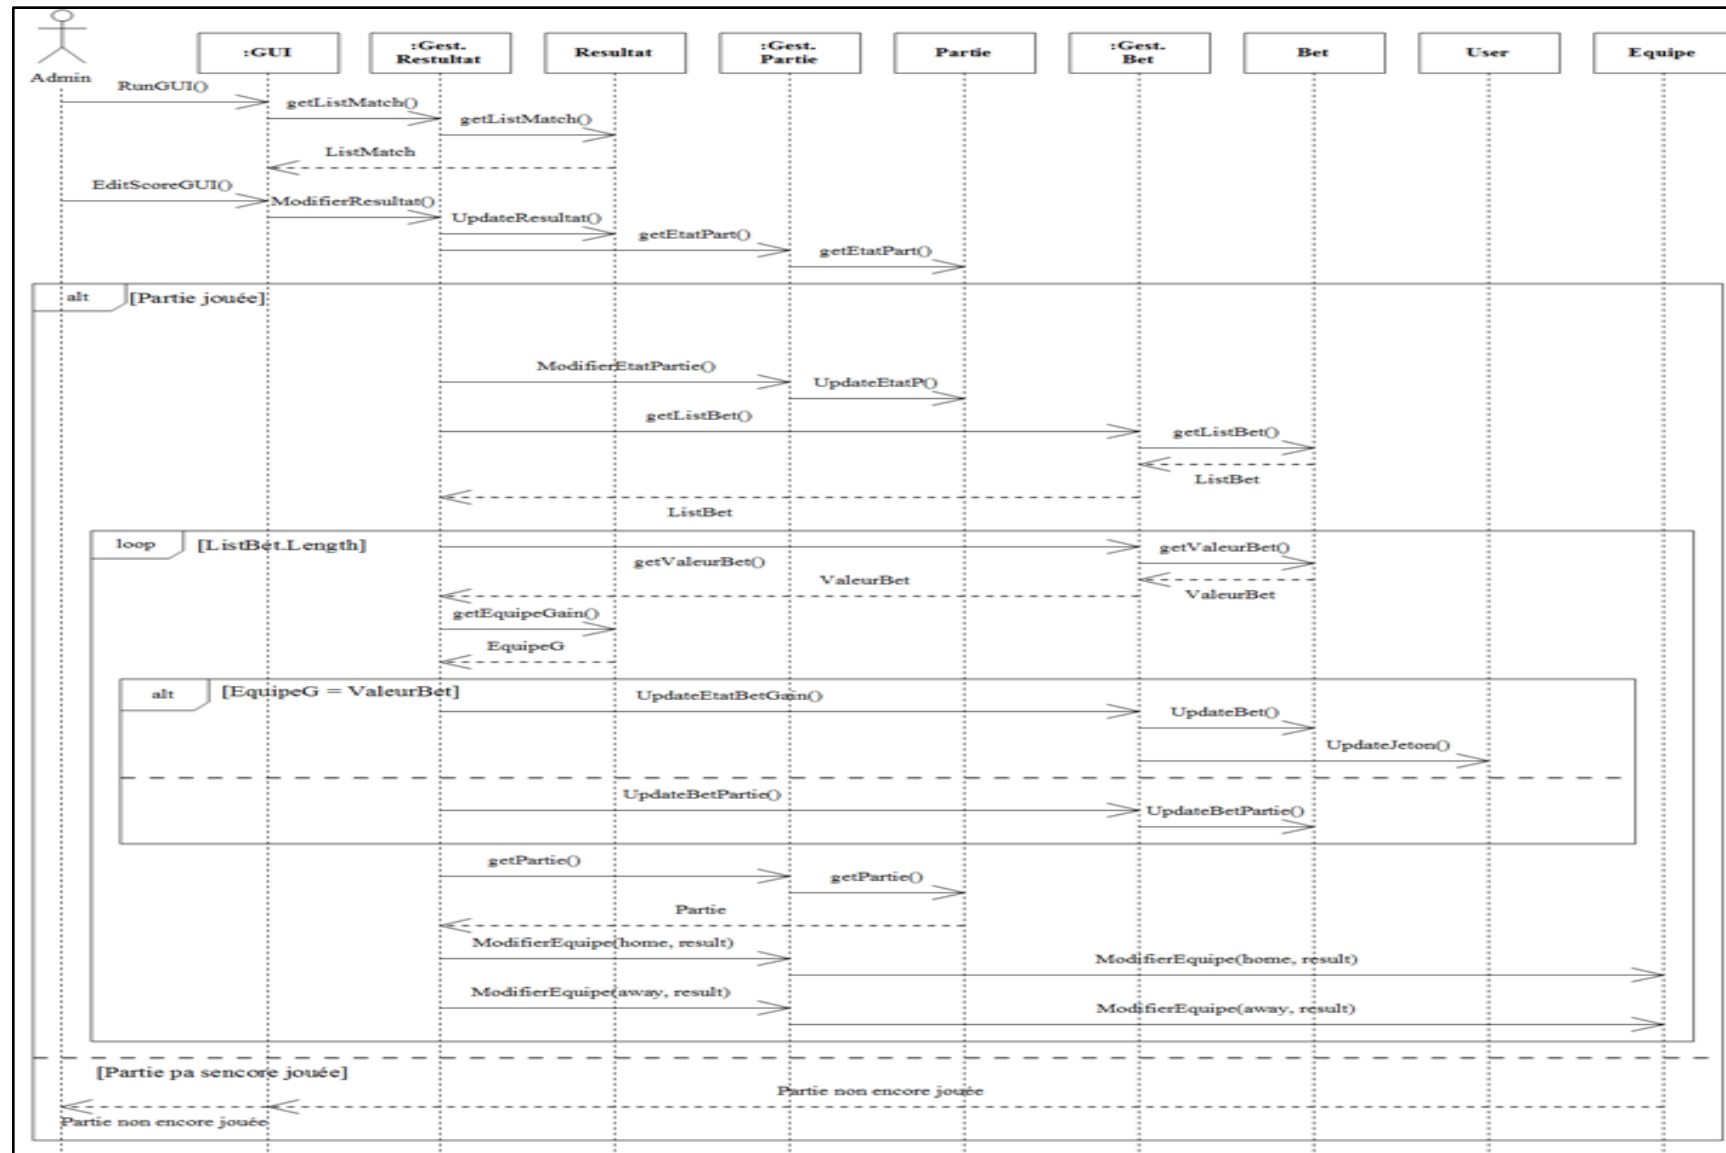 Admin
:GUI
:Gest.
Restultat
Resultat
:Gest.
Partie
Partie
:Gest.
Bet
Bet
User
Equipe
RunGUI()
getListMatch()
getListMatch()
ListMatch
EditScoreGUI()
ModifierResultat()
UpdateResultat()
getEtatPart()
getEtatPart()
alt
[Partie jouée]
ModifierEtatPartie()
UpdateEtatP()
getListBet()
getListBet()
ListBet
ListBet
loop
[ListBet.Length]
getValeurBet()
getValeurBet()
ValeurBet
ValeurBet
getEquipeGain()
EquipeG
alt
[EquipeG = ValeurBet]
UpdateEtatBetGain()
UpdateBet()
UpdateJeton()
UpdateBetPartie()
UpdateBetPartie()
getPartie()
getPartie()
Partie
ModifierEquipe(home, result)
ModifierEquipe(home, result)
ModifierEquipe(away, result)
ModifierEquipe(away, result)
[Partie pa sencore jouée]
Partie non encore jouée
Partie non encore jouée